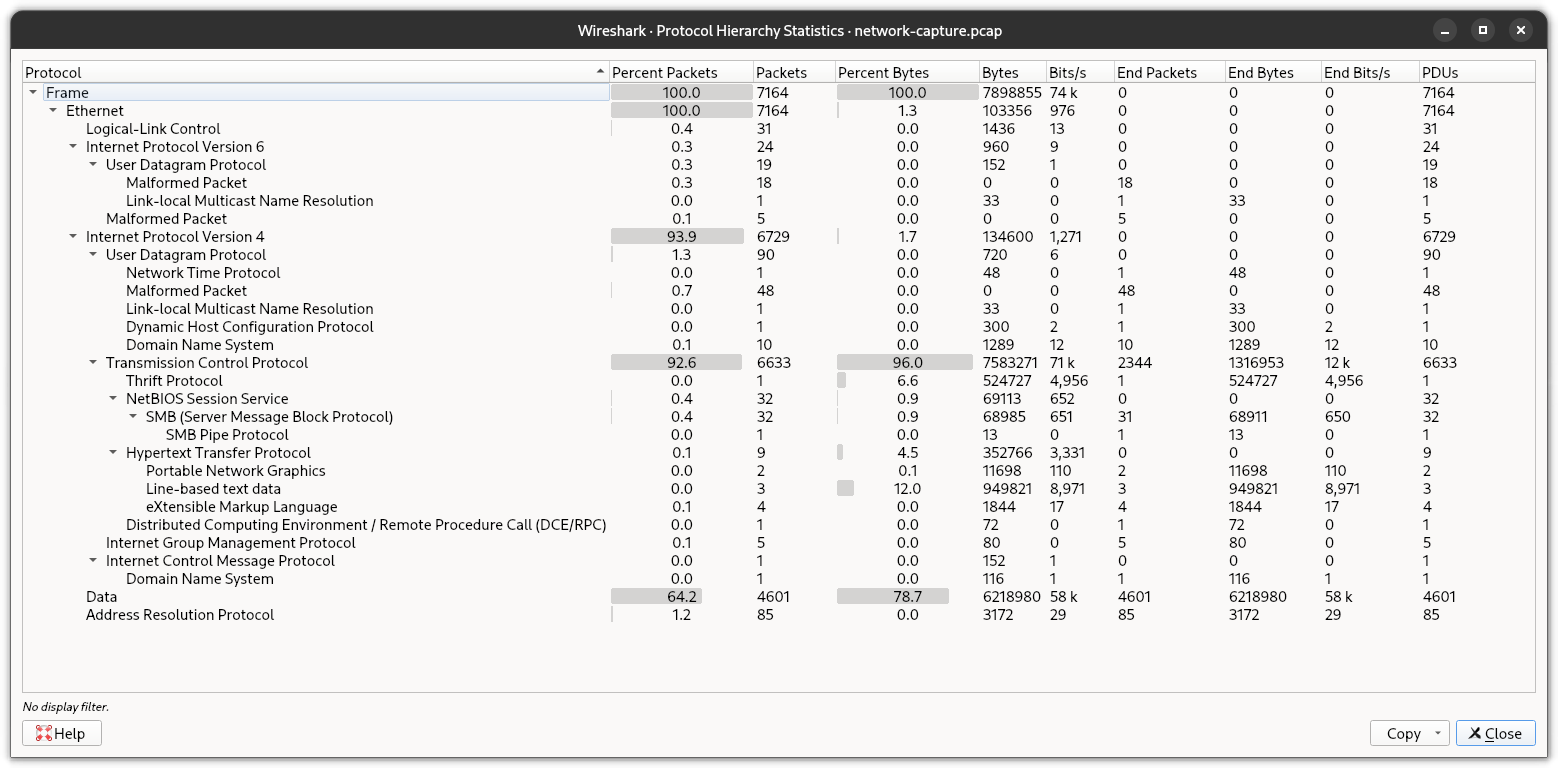 Wireshark · Protocol Hierarchy Statistics · network-capture.pcap
Protocol Percent Packets Packets Percent Bytes Bytes Bits/s End Packets End Bytes End Bits/s PDUs
Frame 100.0 7164 100.0 7898855 74 k 0 0 0 7164
Ethernet 100.0 7164 1.3 103356 976 0 0 0 7164
Logical-Link Control 0.4 31 0.0 1436 13 0 0 0 31
Internet Protocol Version 6 0.3 24 0.0 960 9 0 0 0 24
User Datagram Protocol 0.3 19 0.0 152 1 0 0 0 19
Malformed Packet 0.3 18 0.0 0 0 18 0 0 18
Link-local Multicast Name Resolution 0.0 1 0.0 33 0 1 33 0 1
Malformed Packet 0.1 5 0.0 0 0 5 0 0 5
Internet Protocol Version 4 93.9 6729 1.7 134600 1,271 0 0 0 6729
User Datagram Protocol 1.3 90 0.0 720 6 0 0 0 90
Network Time Protocol 0.0 1 0.0 48 0 1 48 0 1
Malformed Packet 0.7 48 0.0 0 0 48 0 0 48
Link-local Multicast Name Resolution 0.0 1 0.0 33 0 1 33 0 1
Dynamic Host Configuration Protocol 0.0 1 0.0 300 2 1 300 2 1
Domain Name System 0.1 10 0.0 1289 12 10 1289 12 10
Transmission Control Protocol 92.6 6633 96.0 7583271 71 k 2344 1316953 12 k 6633
Thrift Protocol 0.0 1 6.6 524727 4,956 1 524727 4,956 1
NetBIOS Session Service 0.4 32 0.9 69113 652 0 0 0 32
SMB (Server Message Block Protocol) 0.4 32 0.9 68985 651 31 68911 650 32
SMB Pipe Protocol 0.0 1 0.0 13 0 1 13 0 1
Hypertext Transfer Protocol 0.1 9 4.5 352766 3,331 0 0 0 9
Portable Network Graphics 0.0 2 0.1 11698 110 2 11698 110 2
Line-based text data 0.0 3 12.0 949821 8,971 3 949821 8,971 3
eXtensible Markup Language 0.1 4 0.0 1844 17 4 1844 17 4
Distributed Computing Environment / Remote Procedure Call (DCE/RPC) 0.0 1 0.0 72 0 1 72 0 1
Internet Group Management Protocol 0.1 5 0.0 80 0 5 80 0 5
Internet Control Message Protocol 0.0 1 0.0 152 1 0 0 0 1
Domain Name System 0.0 1 0.0 116 1 1 116 1 1
Data 64.2 4601 78.7 6218980 58 k 4601 6218980 58 k 4601
Address Resolution Protocol 1.2 85 0.0 3172 29 85 3172 29 85
No display filter.
Help Copy Close